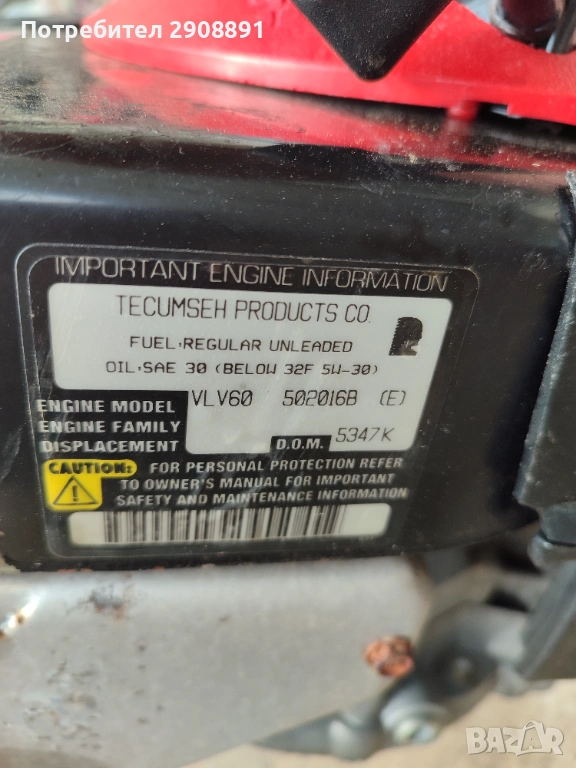 Потребител 2908891
IMPORTANT ENGINE INFORMATION
TECUMSEH PRODUCTS CO.
FUEL:REGULAR UNLEADED
OIL:SAE 30 (BELOW 32F 5W-30)
ENGINE MODEL VLV60 502016B (E)
ENGINE FAMILY
DISPLACEMENT D.O.M. 5347K
CAUTION: FOR PERSONAL PROTECTION REFER
TO OWNER'S MANUAL FOR IMPORTANT
SAFETY AND MAINTENANCE INFORMATION
BAZAR